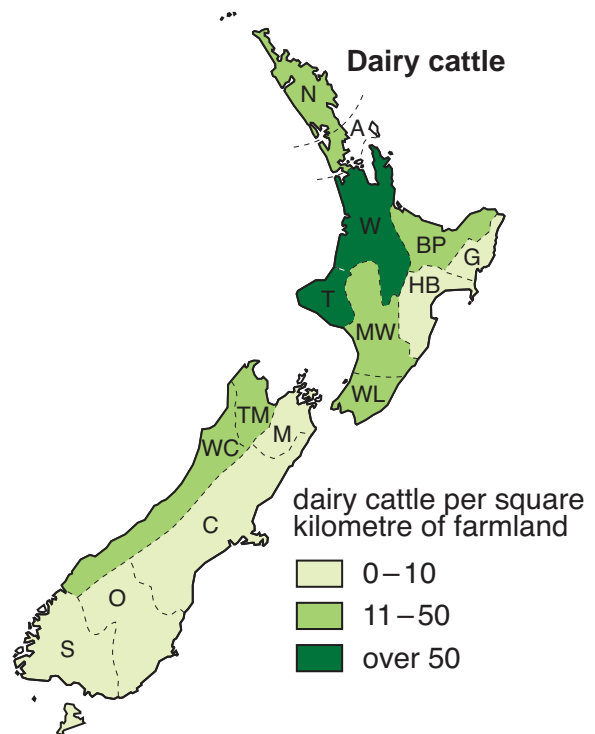 Dairy cattle
N
A
W
BP
G
HB
T
MW
WL
TM
M
WC
C
O
S
dairy cattle per square
kilometre of farmland
0–10
11–50
over 50